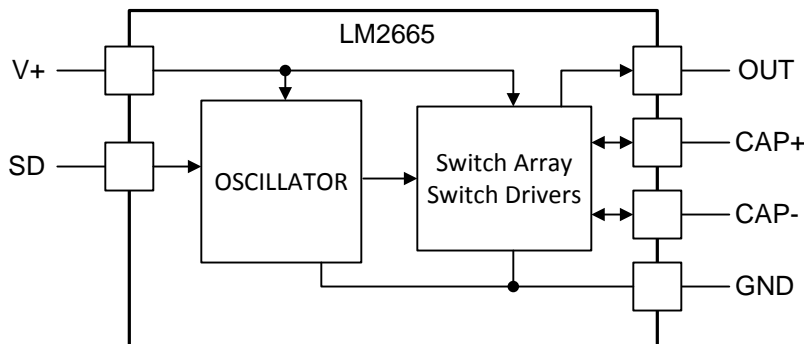 LM2665
V+
OUT
SD
CAP+
OSCILLATOR
Switch Array
Switch Drivers
CAP-
GND